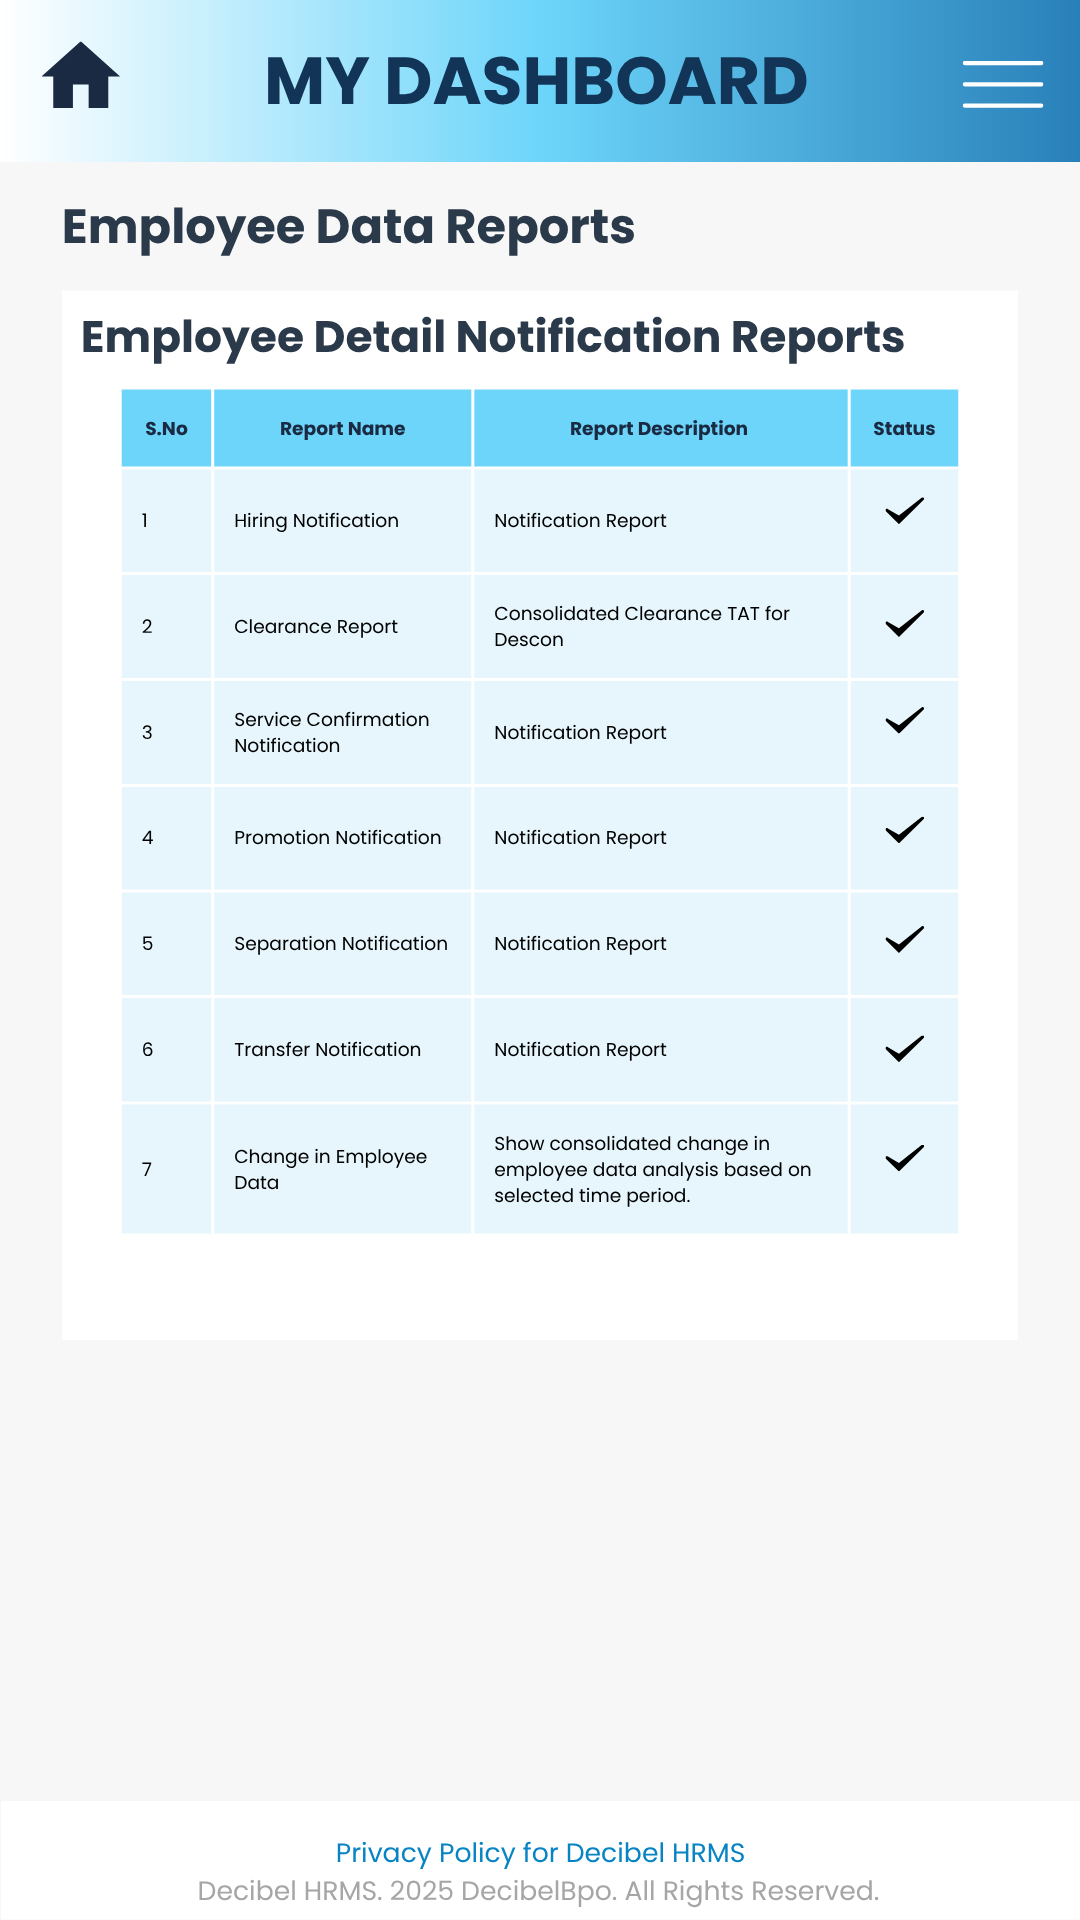 MY DASHBOARD
Employee Data Reports
Employee Detail Notification Reports
S.No Report Name Report Description Status
1 Hiring Notification Notification Report
2 Clearance Report Consolidated Clearance TAT for
Descon
3 Service Confirmation
Notification Notification Report
4 Promotion Notification Notification Report
5 Separation Notification Notification Report
6 Transfer Notification Notification Report
7 Change in Employee
Data Show consolidated change in
employee data analysis based on
selected time period.
Privacy Policy for Decibel HRMS
Decibel HRMS. 2025 DecibelBpo. All Rights Reserved.